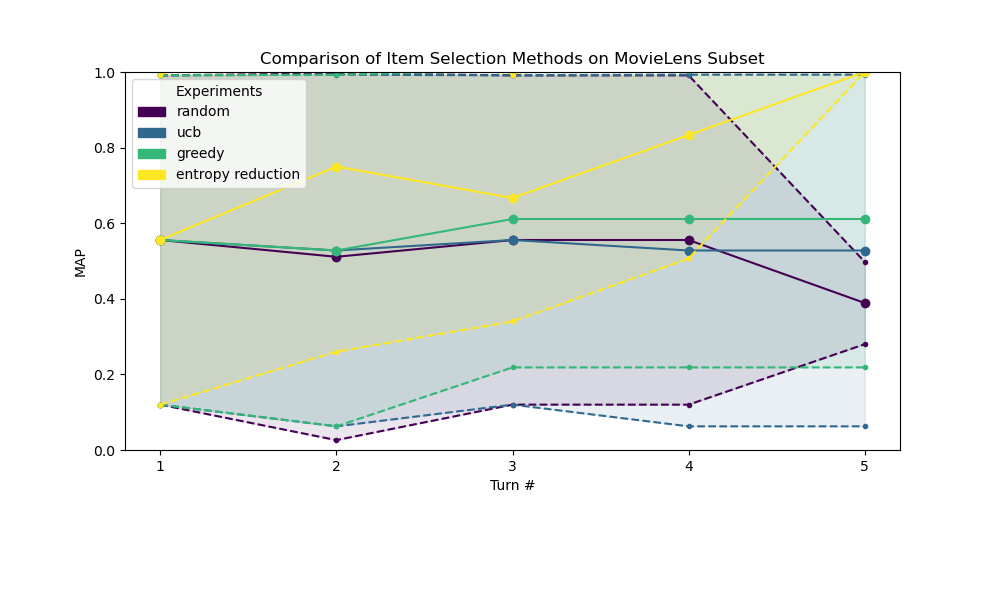 Comparison of Item Selection Methods on MovieLens Subset
1.0
0.8
0.6
0.4
0.2
0.0
MAP
Experiments
random
ucb
greedy
entropy reduction
1 2 3 4 5
Turn #